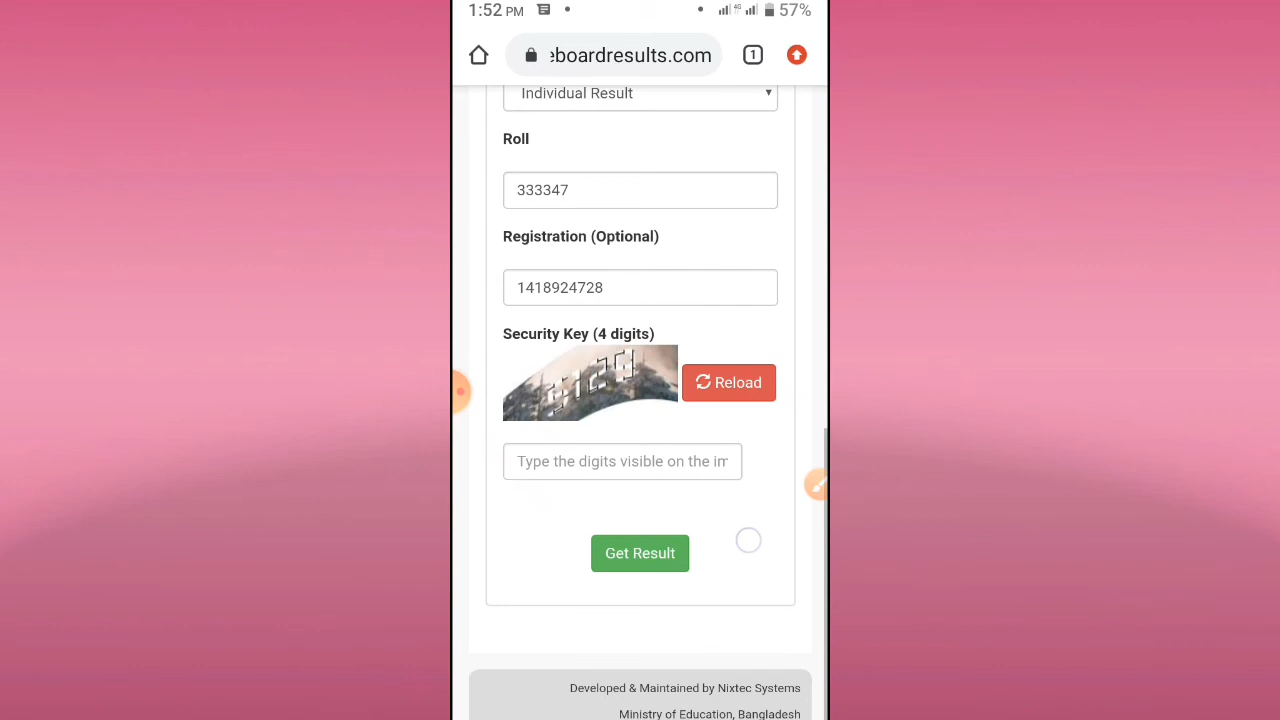 1:52 PM
57%
eboardresults.com
1
Individual Result
Roll
333347
Registration (Optional)
1418924728
Security Key (4 digits)
Reload
Type the digits visible on the im
Get Result
Developed & Maintained by Nixtec Systems
Ministry of Education, Bangladesh